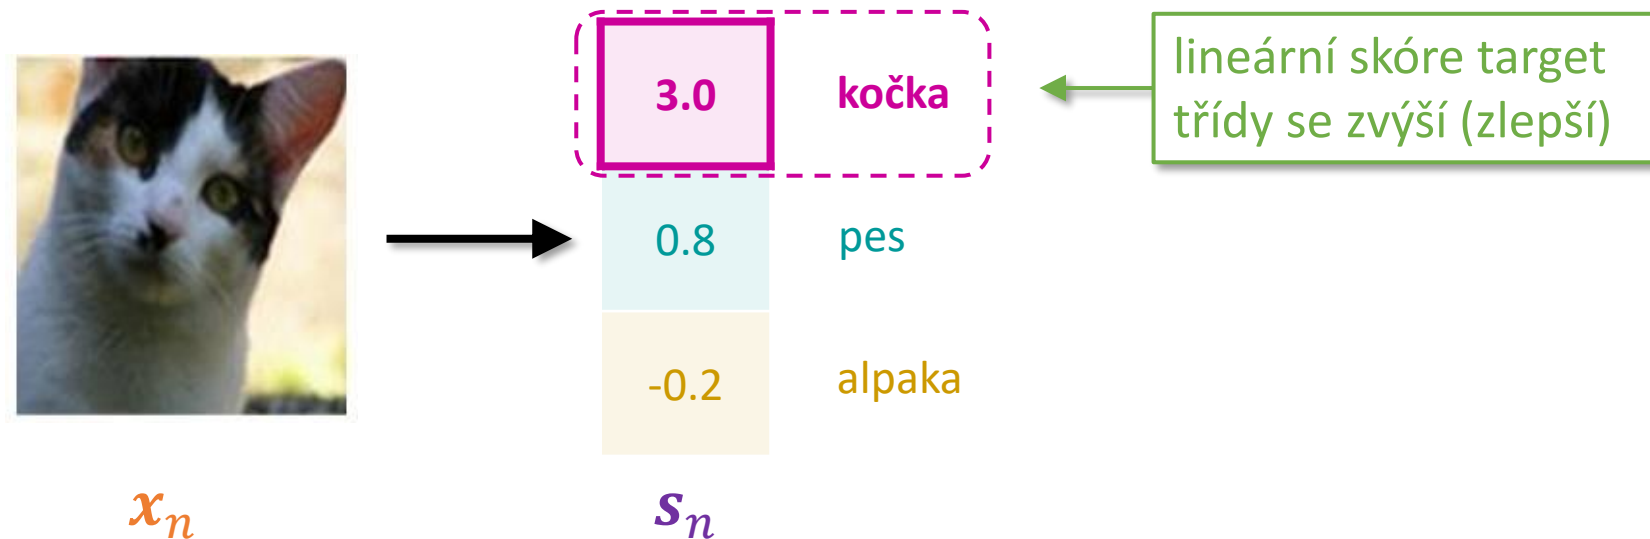 3.0 kočka
0.8 pes
-0.2 alpaka
lineární skóre target
třídy se zvýší (zlepší)
xₙ
sₙ